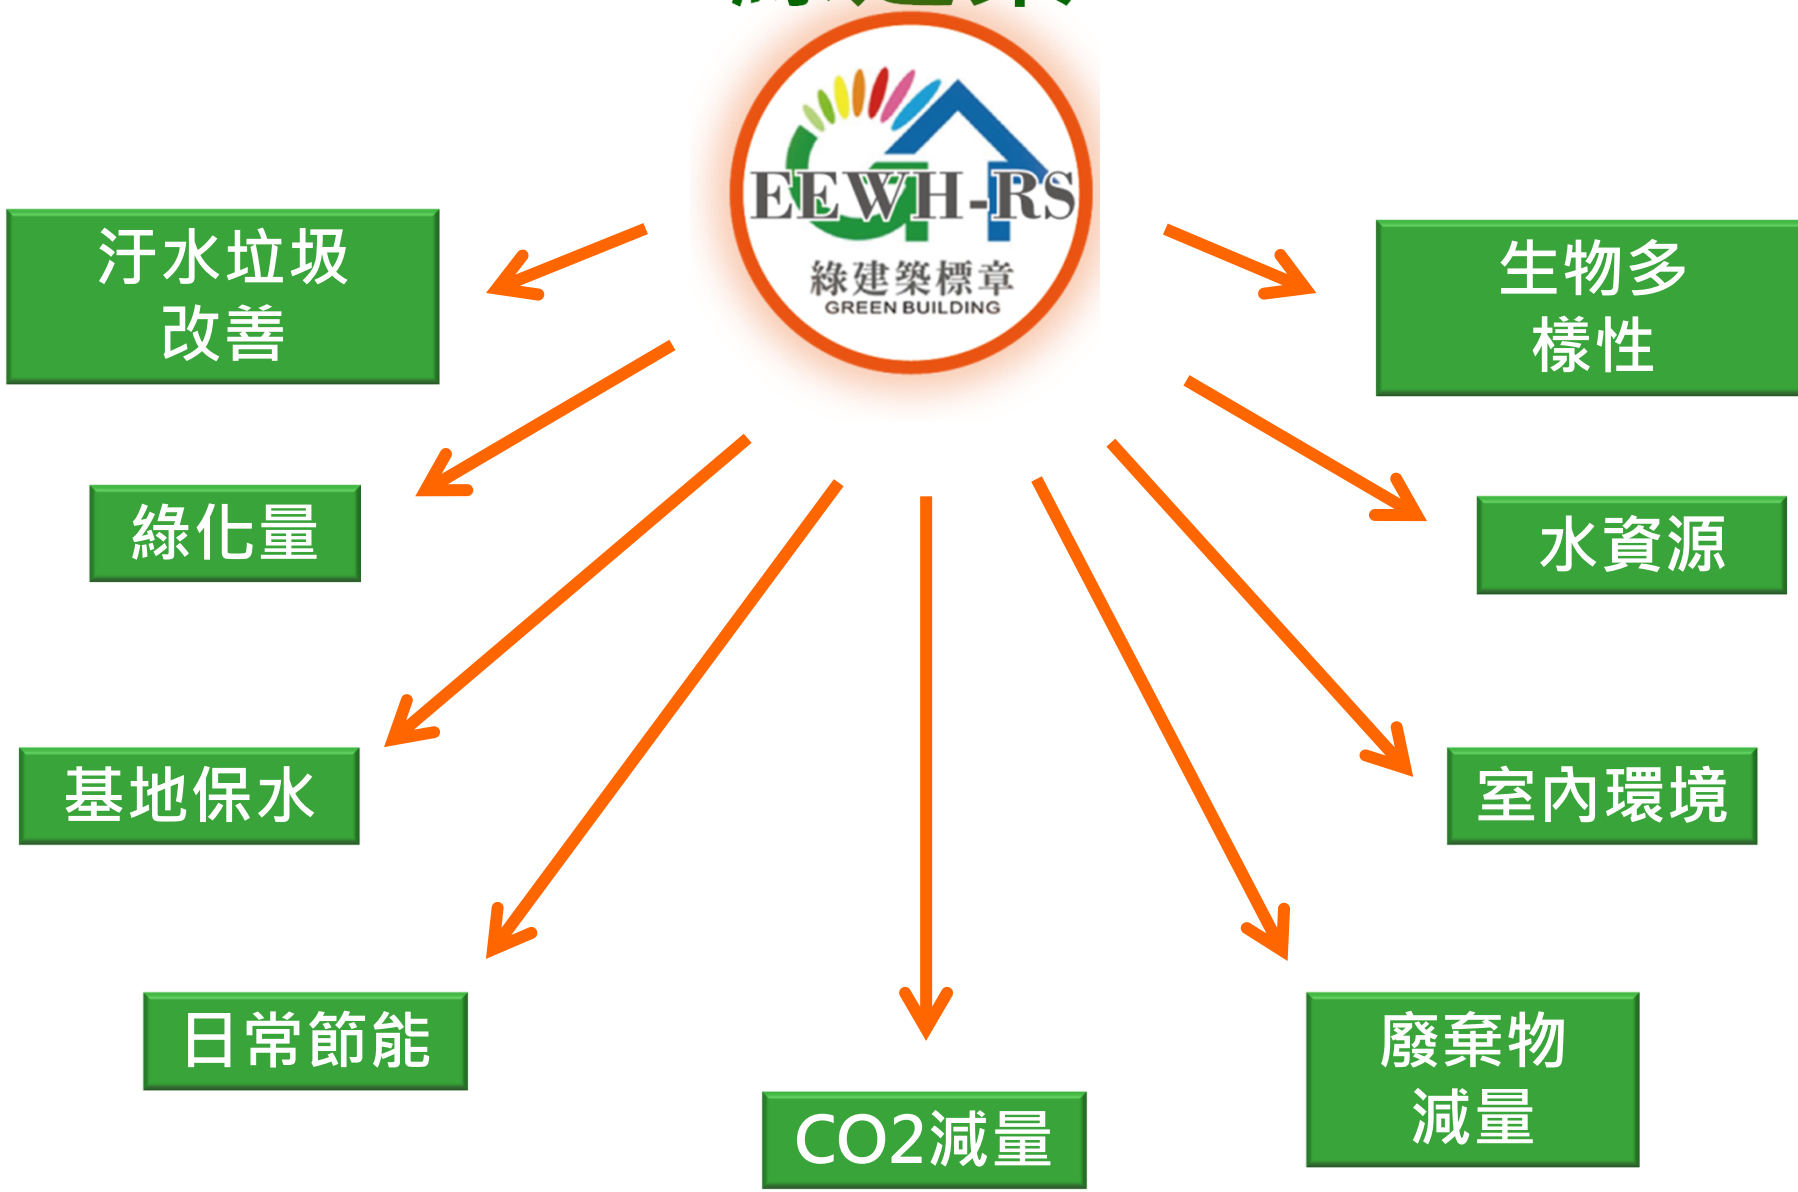 EEWH-RS
綠建築標章
GREEN BUILDING
汙水垃圾
改善
生物多
樣性
綠化量
水資源
基地保水
室內環境
日常節能
廢棄物
減量
CO2減量